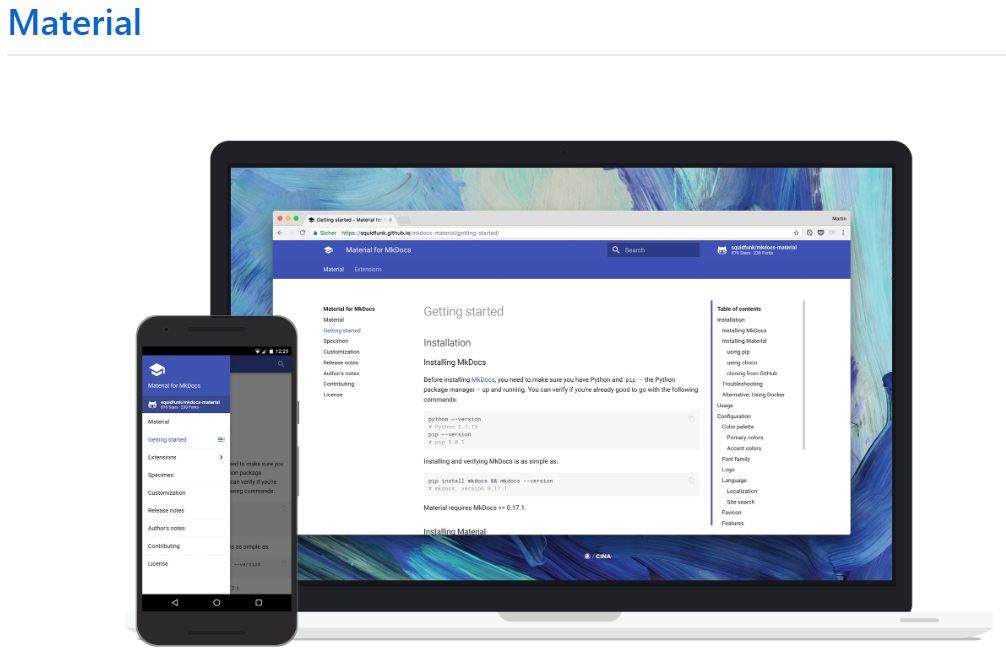 Material
Getting started - Material for
Marin
Sicher https://squidfunk.github.io/mkdocs-material/getting-started/
Material for MkDocs
Search
squidfunk/mkdocs-material
870 Stars · 230 Forks
Material Extensions
Material for MkDocs
Material
Getting started
Specimen
Customization
Release notes
Author's notes
Contributing
License
Getting started
Installation
Installing MkDocs
Before installing MkDocs, you need to make sure you have Python and pip – the Python
package manager – up and running. You can verify if you're already good to go with the following
commands:
python --version
# Python 2.7.13
pip --version
# pip 9.0.1
Installing and verifying MkDocs is as simple as:
pip install mkdocs && mkdocs --version
# mkdocs, version 0.17.1
Material requires MkDocs >= 0.17.1.
Installing Material
Table of contents
Installation
Installing MkDocs
Installing Material
using pip
using choco
cloning from GitHub
Troubleshooting
Alternative: Using Docker
Usage
Configuration
Color palette
Primary colors
Accent colors
Font family
Logo
Language
Localization
Site search
Favicon
Features
/ CINA
12:29
Material for MkDocs
squidfunk/mkdocs-material
870 Stars · 230 Forks
Material
Getting started
Extensions
Specimen
Customization
Release notes
Author's notes
Contributing
License
need to make sure you
on package
can verify if you're
wing commands:
is as simple as:
--version
7.1.